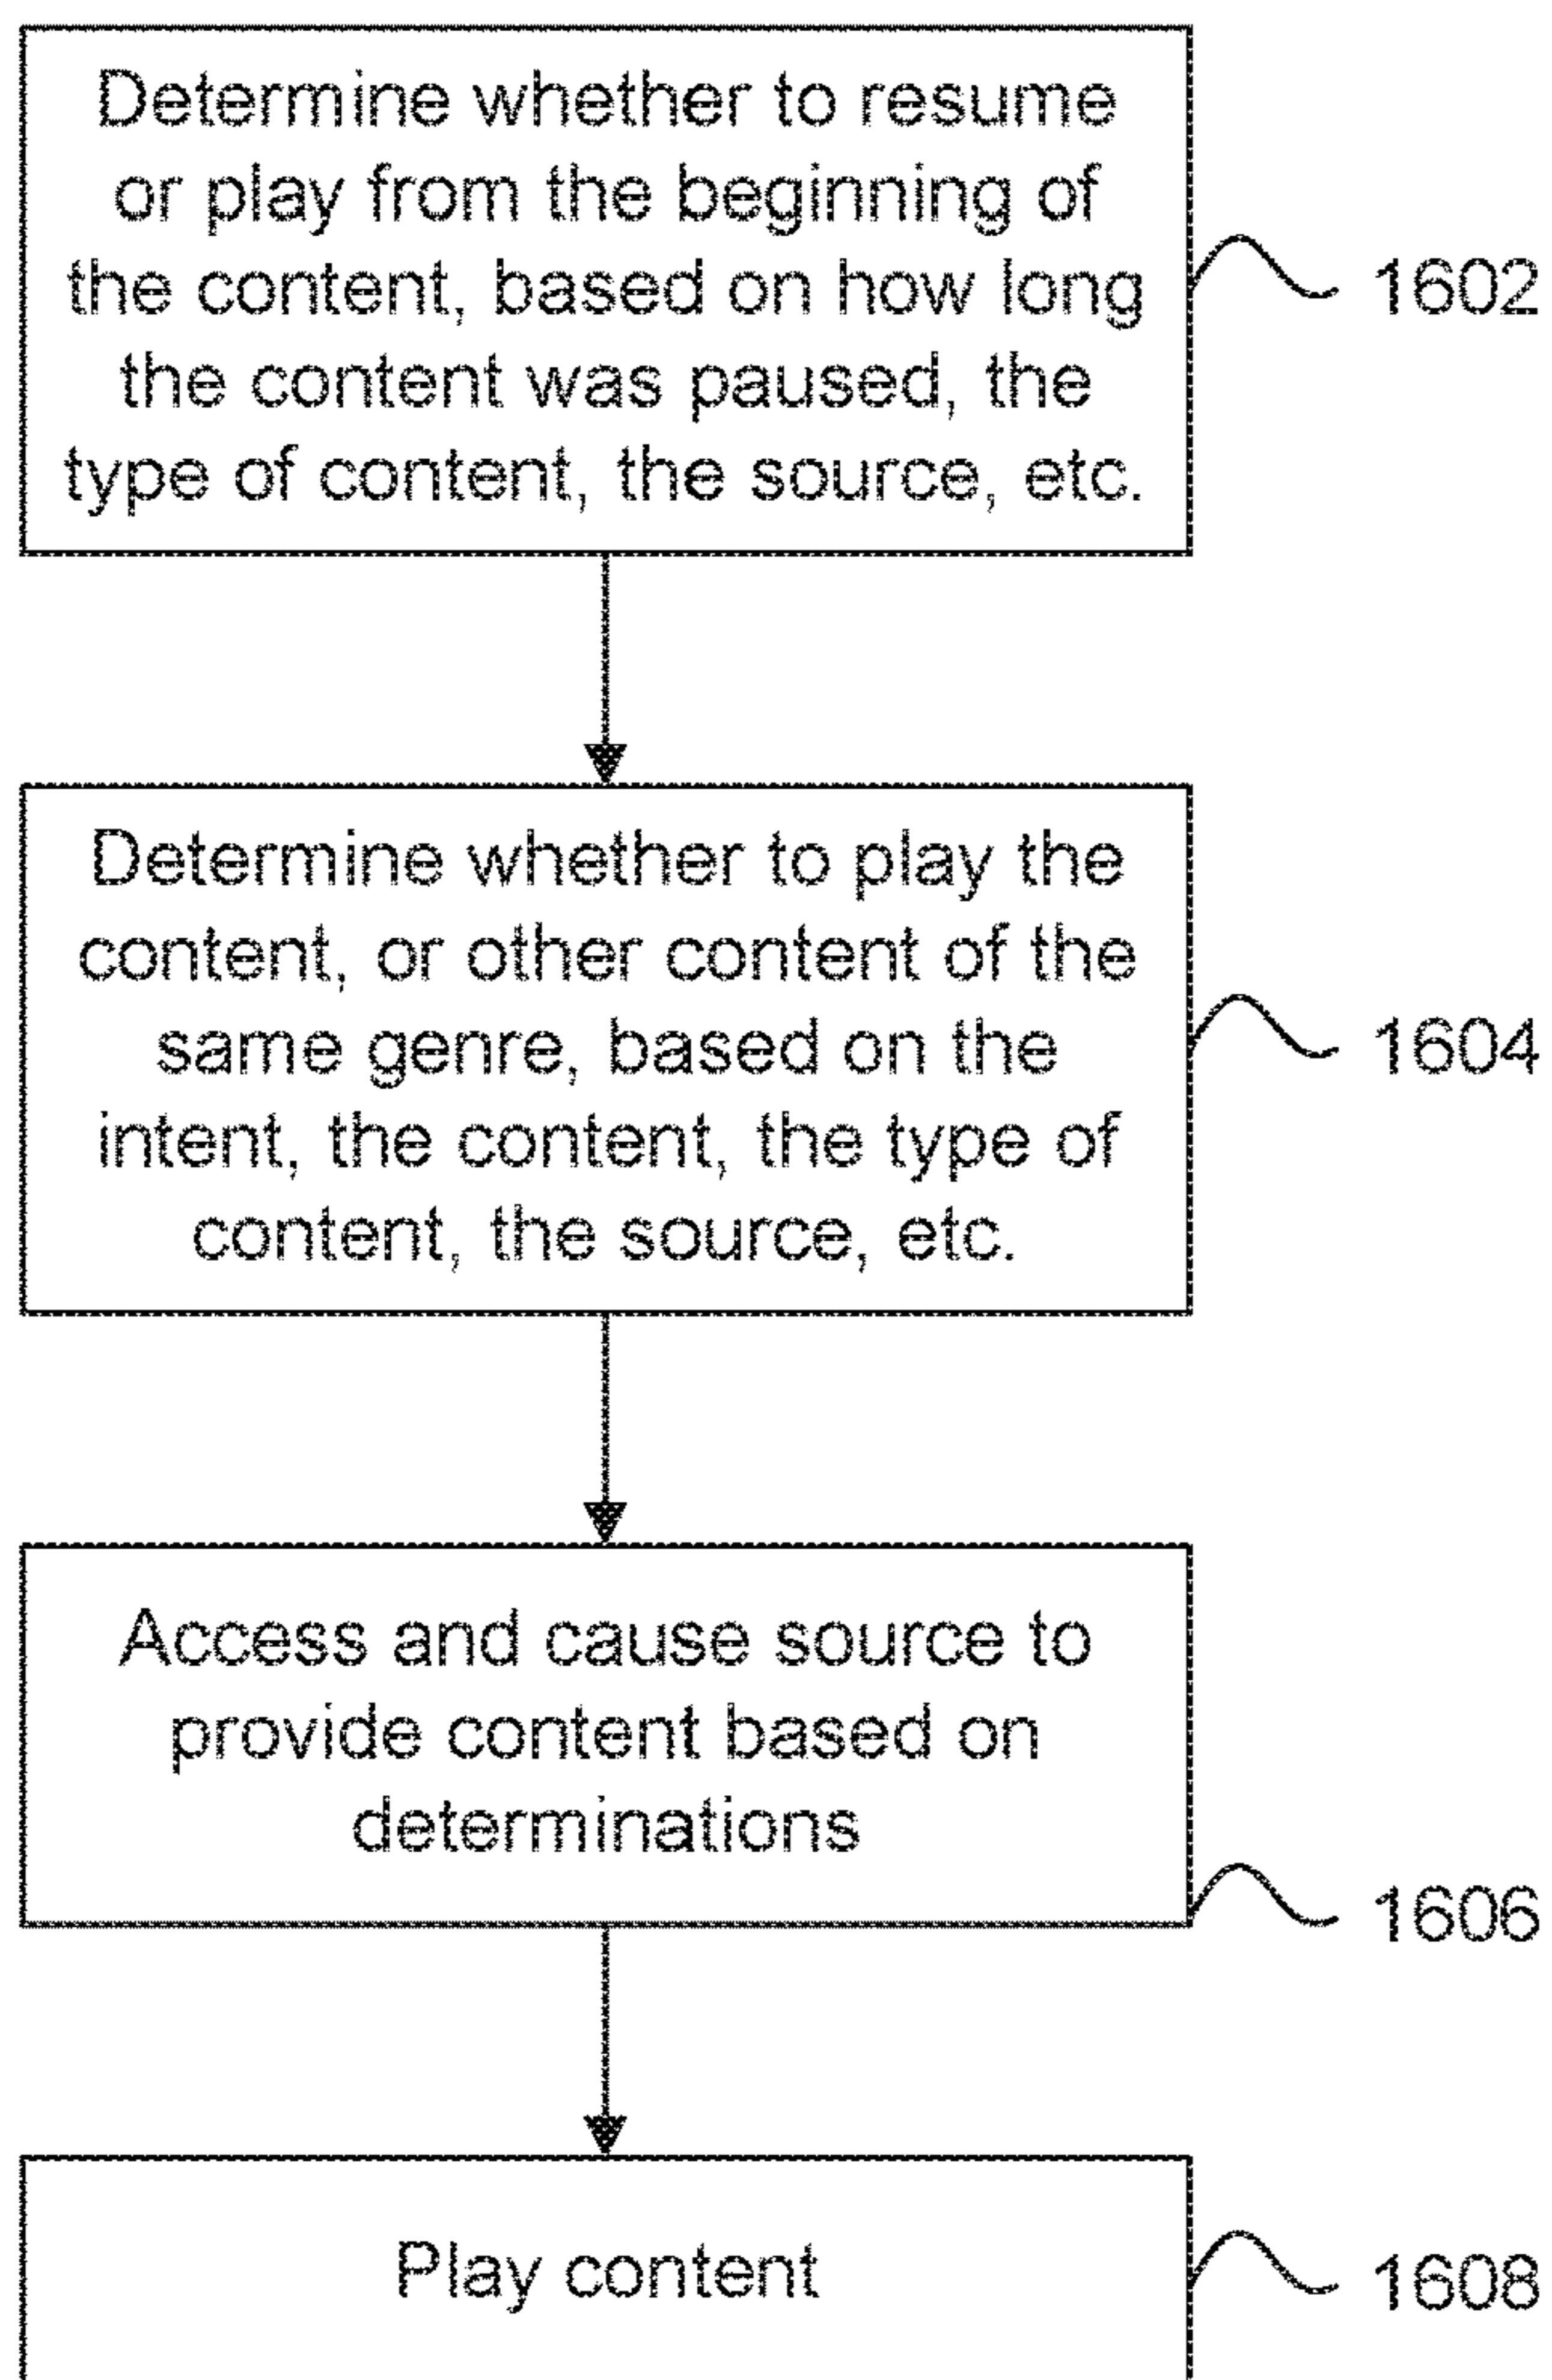 Determine whether to resume
or play from the beginning of
the content, based on how long
the content was paused, the
type of content, the source, etc.
1602
Determine whether to play the
content, or other content of the
same genre, based on the
intent, the content, the type of
content, the source, etc.
1604
Access and cause source to
provide content based on
determinations
1606
Play content
1608